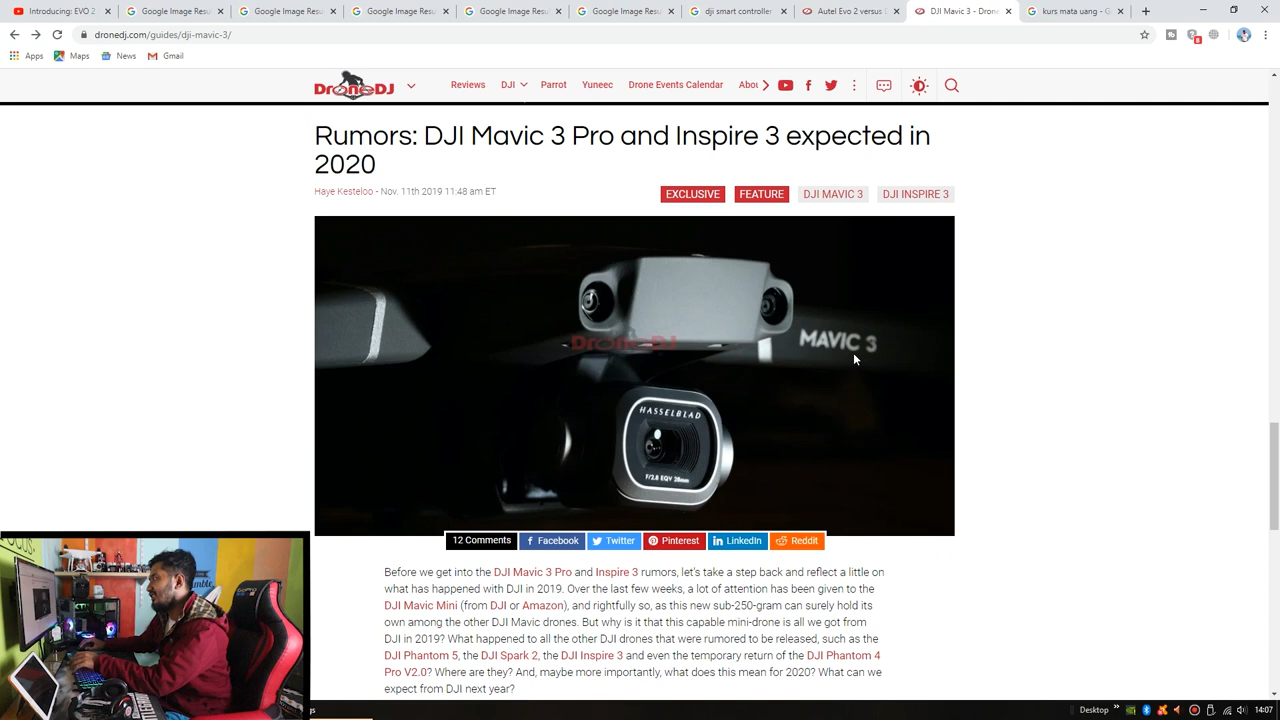 Introducing: EVO 2
Google Image Resu
Google Image Resu
Google Image Resu
Google Image Resu
Google Image Resu
dji smart controller
Autel Evo 2 versus D
DJI Mavic 3 - Drone
kurs mata uang - G
dronedj.com/guides/dji-mavic-3/
Apps
Maps
News
Gmail
DRONEDJ
Reviews
DJI
Parrot
Yuneec
Drone Events Calendar
Abou
Rumors: DJI Mavic 3 Pro and Inspire 3 expected in
2020
Haye Kesteloo - Nov. 11th 2019 11:48 am ET
EXCLUSIVE
FEATURE
DJI MAVIC 3
DJI INSPIRE 3
DroneDJ
MAVIC 3
HASSELBLAD
F/2.8 EQV 28mm
12 Comments
Facebook
Twitter
Pinterest
LinkedIn
Reddit
Before we get into the DJI Mavic 3 Pro and Inspire 3 rumors, let's take a step back and reflect a little on
what has happened with DJI in 2019. Over the last few weeks, a lot of attention has been given to the
DJI Mavic Mini (from DJI or Amazon), and rightfully so, as this new sub-250-gram can surely hold its
own among the other DJI Mavic drones. But why is it that this capable mini-drone is all we got from
DJI in 2019? What happened to all the other DJI drones that were rumored to be released, such as the
DJI Phantom 5, the DJI Spark 2, the DJI Inspire 3 and even the temporary return of the DJI Phantom 4
Pro V2.0? Where are they? And, maybe more importantly, what does this mean for 2020? What can we
expect from DJI next year?
Desktop
14:07